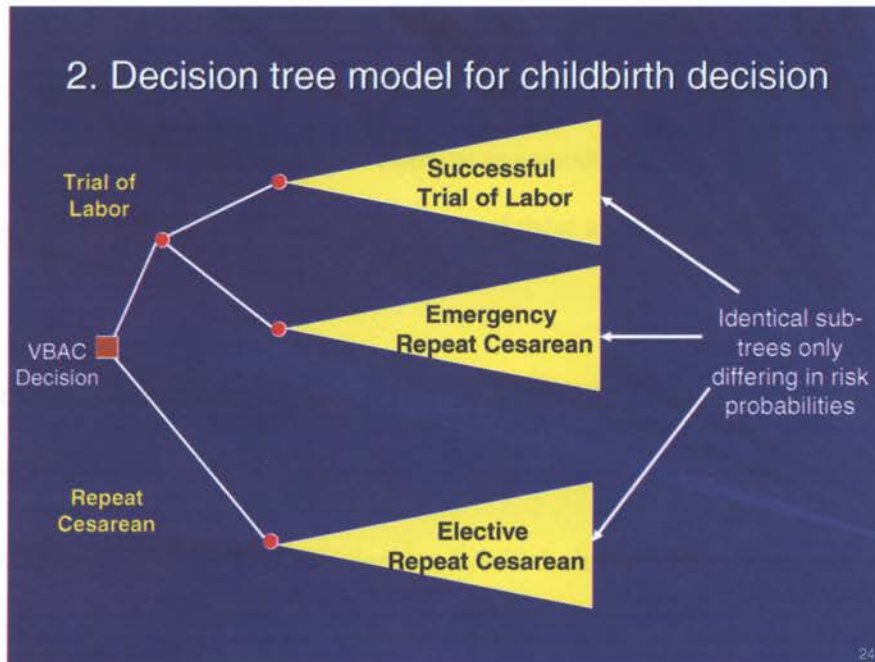 2. Decision tree model for childbirth decision
Trial of
Labor
Successful
Trial of Labor
VBAC
Decision
Emergency
Repeat Cesarean
Identical sub-
trees only
differing in risk
probabilities
Repeat
Cesarean
Elective
Repeat Cesarean
24